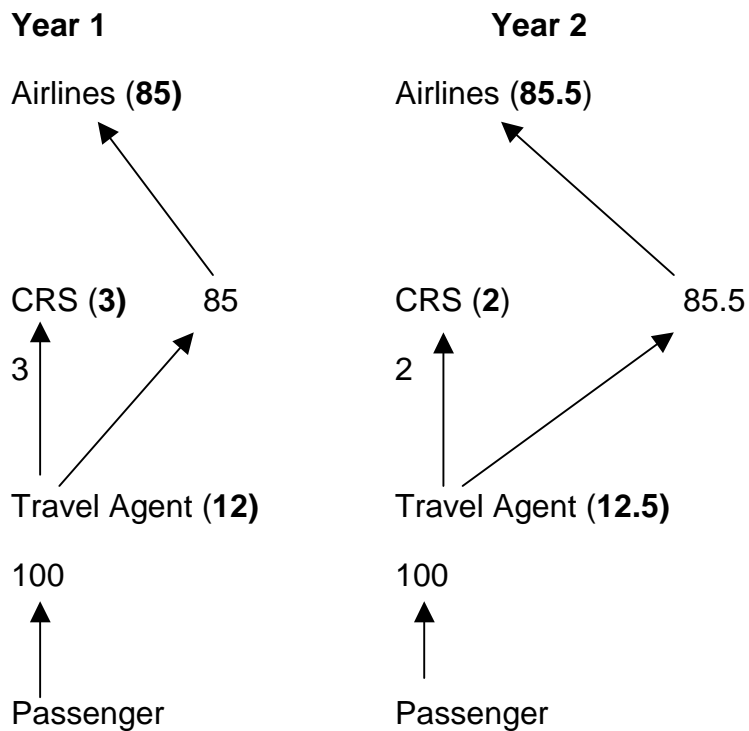 Year 1 Year 2
Airlines (85) Airlines (85.5)
CRS (3) 85 CRS (2) 85.5
3 2
Travel Agent (12) Travel Agent (12.5)
100 100
Passenger Passenger